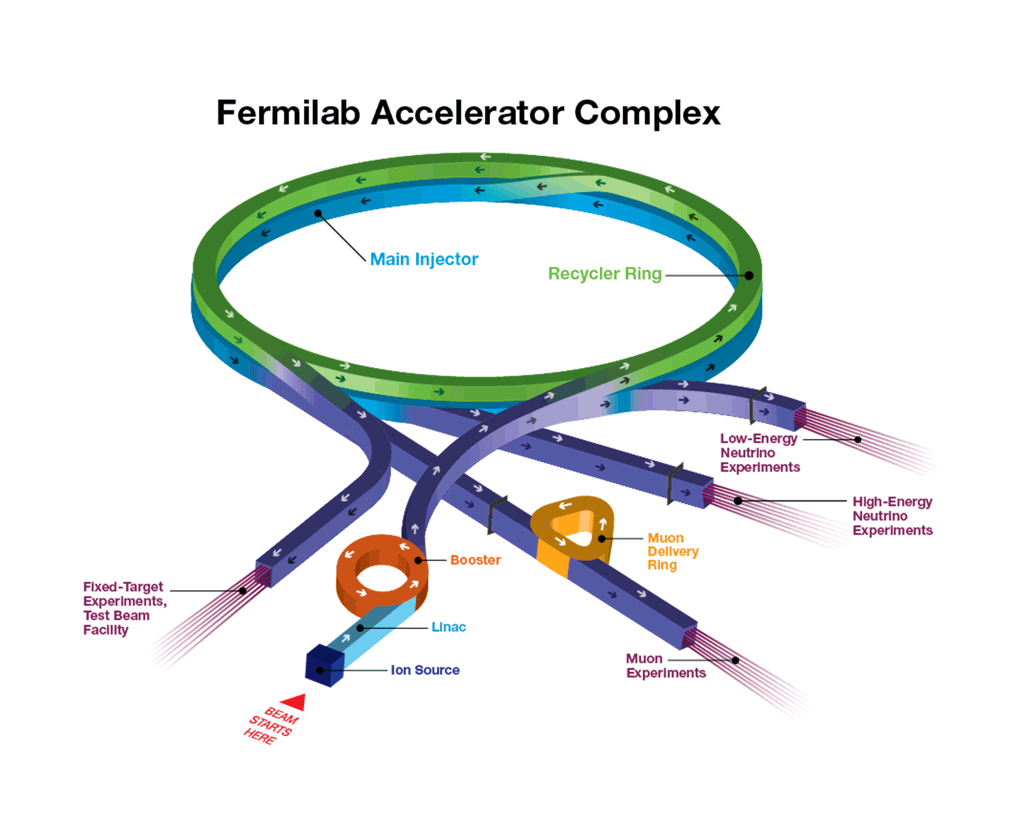 Fermilab Accelerator Complex
Main Injector
Recycler Ring
Low-Energy
Neutrino
Experiments
High-Energy
Neutrino
Experiments
Muon
Delivery
Ring
Booster
Fixed-Target
Experiments,
Test Beam
Facility
Linac
Ion Source
Muon
Experiments
BEAM
STARTS
HERE